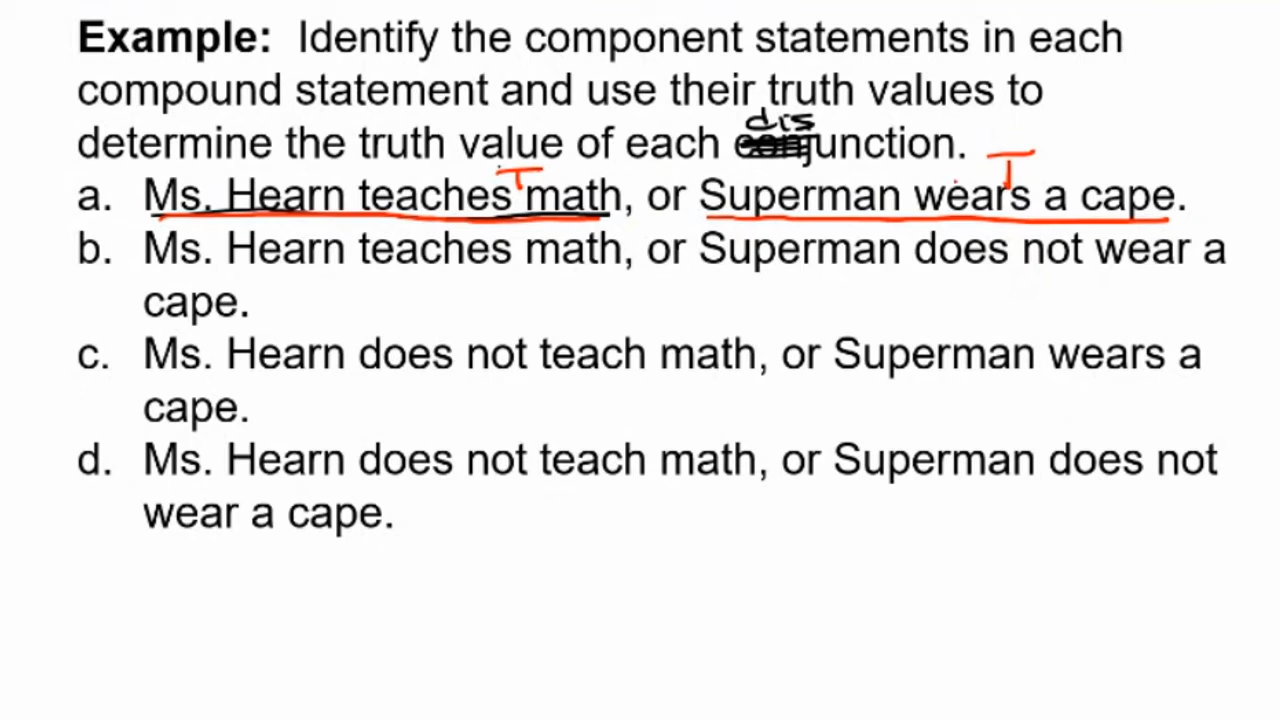 Example: Identify the component statements in each
compound statement and use their truth values to
dis
determine the truth value of each conjunction.
T T
a. Ms. Hearn teaches math, or Superman wears a cape.
b. Ms. Hearn teaches math, or Superman does not wear a
cape.
c. Ms. Hearn does not teach math, or Superman wears a
cape.
d. Ms. Hearn does not teach math, or Superman does not
wear a cape.